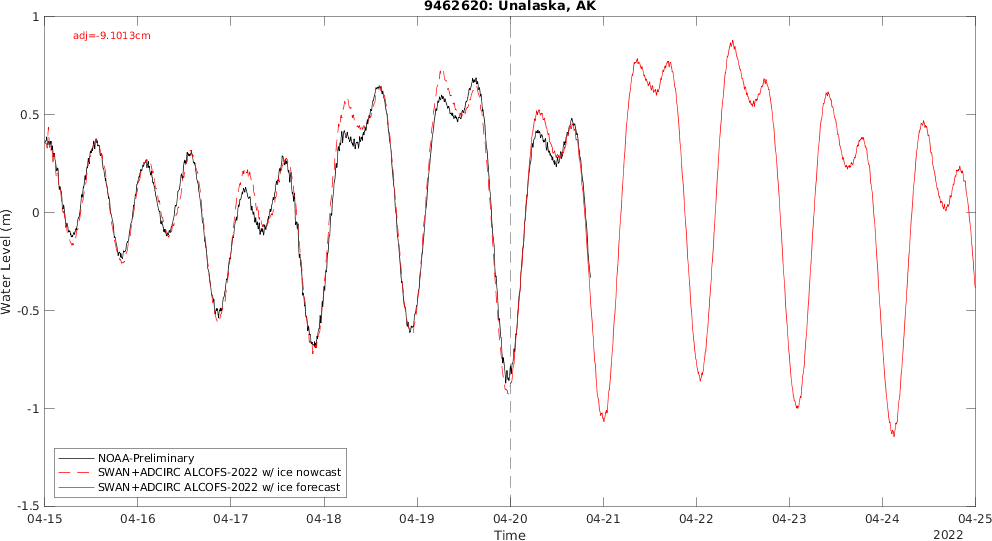 9462620: Unalaska, AK
adj=-9.1013cm
Water Level (m)
1
0.5
0
-0.5
-1
-1.5
NOAA-Preliminary
SWAN+ADCIRC ALCOFS-2022 w/ ice nowcast
SWAN+ADCIRC ALCOFS-2022 w/ ice forecast
04-15 04-16 04-17 04-18 04-19 04-20 04-21 04-22 04-23 04-24 04-25
Time
2022